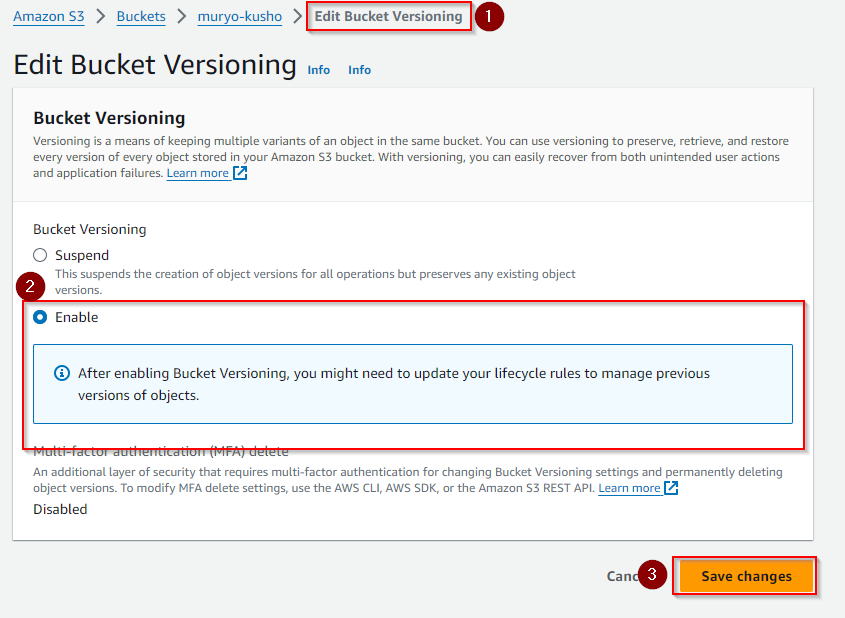 Amazon S3 > Buckets > muryo-kusho > Edit Bucket Versioning 1
Edit Bucket Versioning Info Info
Bucket Versioning
Versioning is a means of keeping multiple variants of an object in the same bucket. You can use versioning to preserve, retrieve, and restore
every version of every object stored in your Amazon S3 bucket. With versioning, you can easily recover from both unintended user actions
and application failures. Learn more
Bucket Versioning
Suspend
This suspends the creation of object versions for all operations but preserves any existing object
versions.
2
Enable
After enabling Bucket Versioning, you might need to update your lifecycle rules to manage previous
versions of objects.
Multi-factor authentication (MFA) delete
An additional layer of security that requires multi-factor authentication for changing Bucket Versioning settings and permanently deleting
object versions. To modify MFA delete settings, use the AWS CLI, AWS SDK, or the Amazon S3 REST API. Learn more
Disabled
3 Save changes